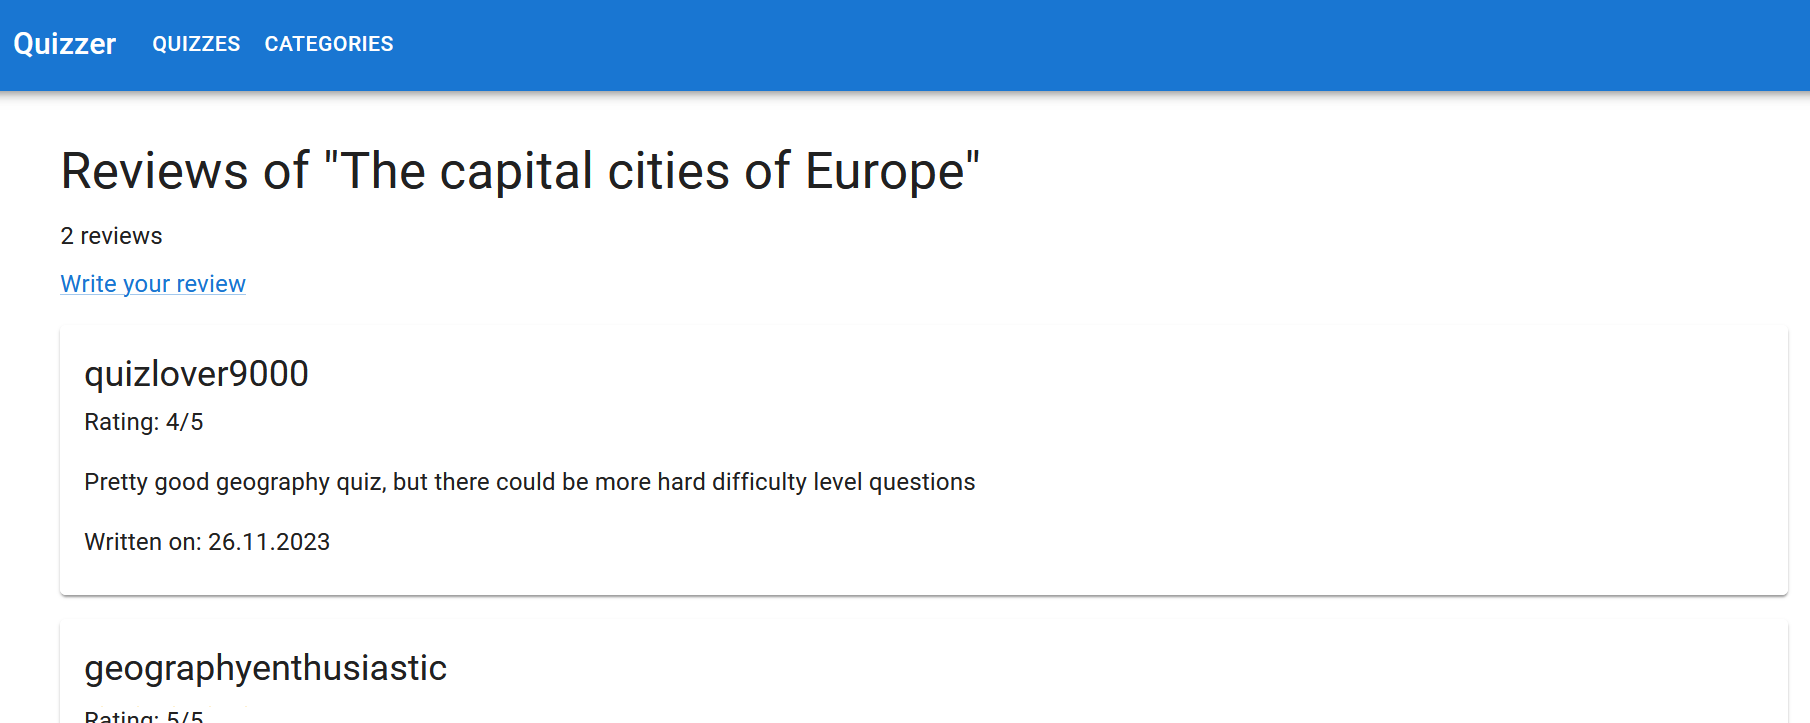 Quizzer QUIZZES CATEGORIES
Reviews of "The capital cities of Europe"
2 reviews
Write your review
quizlover9000
Rating: 4/5
Pretty good geography quiz, but there could be more hard difficulty level questions
Written on: 26.11.2023
geographyenthusiastic
Rating: 5/5